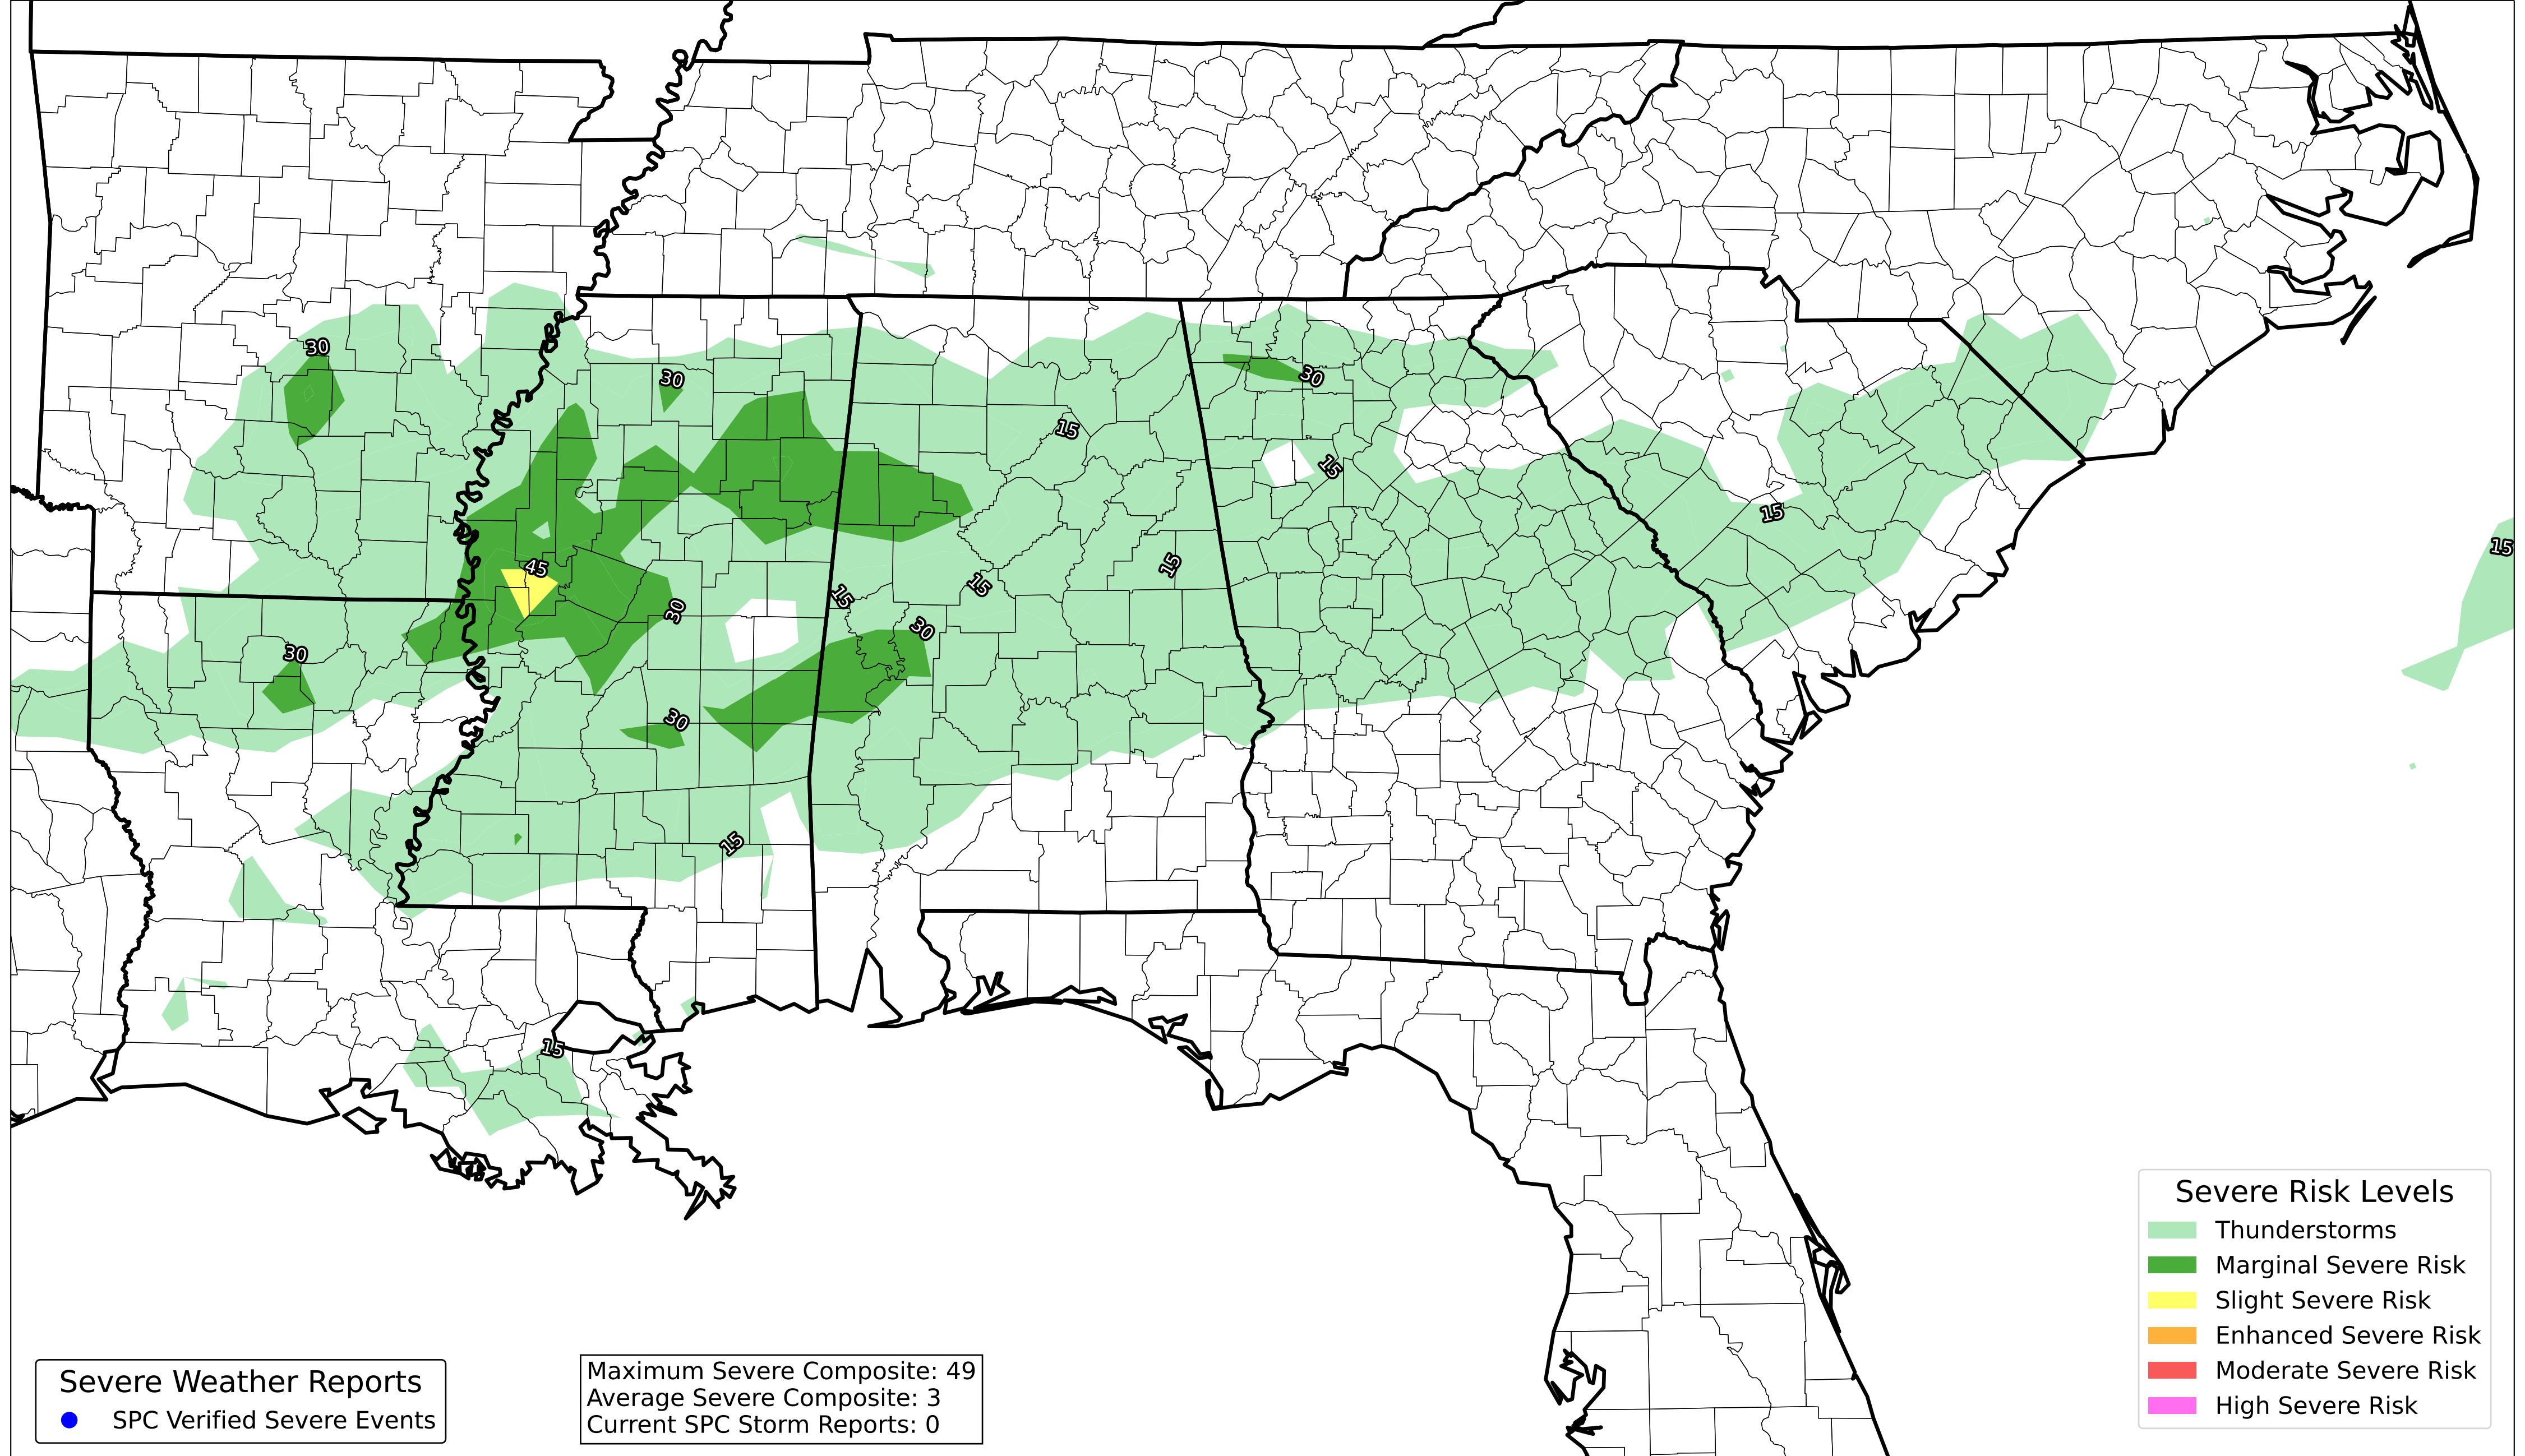 30
30
30
15
15
15
15
45
15
15
15
30
30
30
30
15
15
Severe Risk Levels
Thunderstorms
Marginal Severe Risk
Slight Severe Risk
Enhanced Severe Risk
Moderate Severe Risk
High Severe Risk
Severe Weather Reports
SPC Verified Severe Events
Maximum Severe Composite: 49
Average Severe Composite: 3
Current SPC Storm Reports: 0